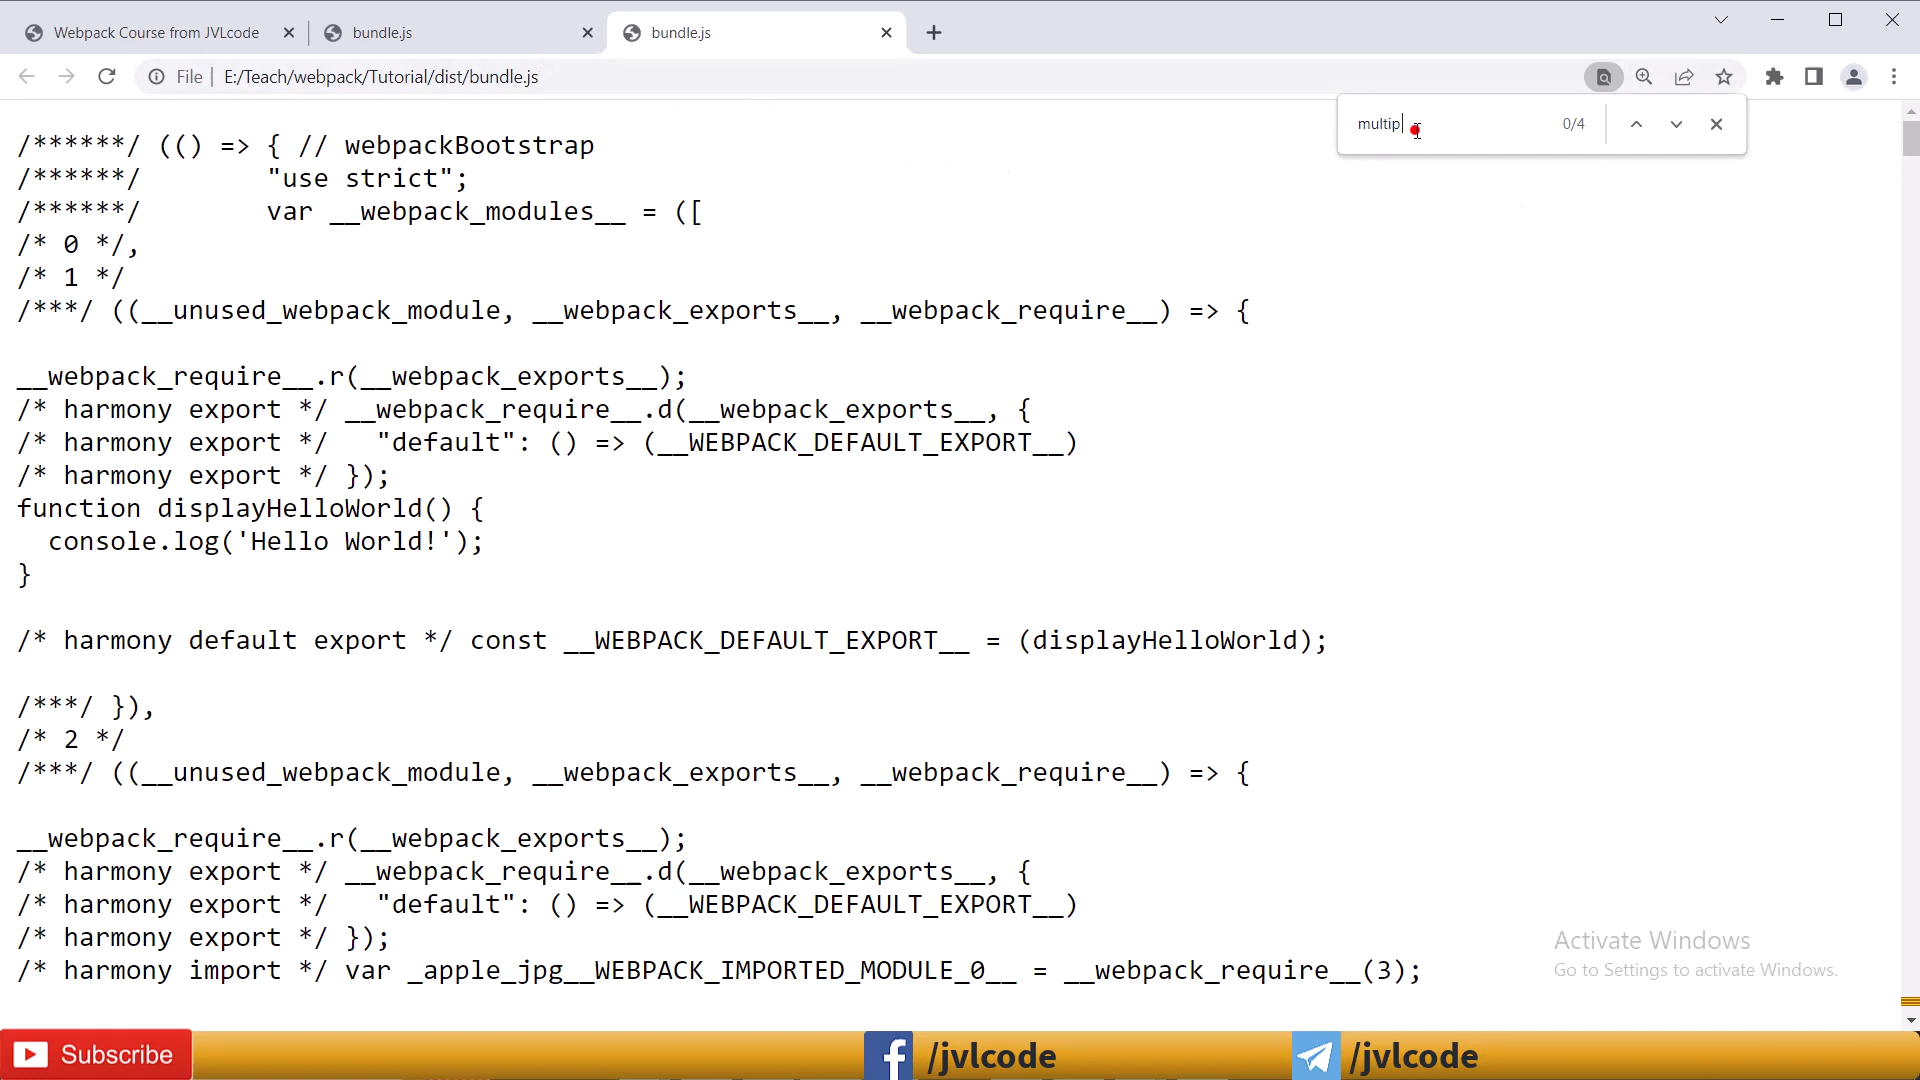 Webpack Course from JVLcode
bundle.js
bundle.js
File | E:/Teach/webpack/Tutorial/dist/bundle.js
multip 0/4
/******/ (() => { // webpackBootstrap
/******/ "use strict";
/******/ var __webpack_modules__ = ([
/* 0 */,
/* 1 */
/***/ ((__unused_webpack_module, __webpack_exports__, __webpack_require__) => {
__webpack_require__.r(__webpack_exports__);
/* harmony export */ __webpack_require__.d(__webpack_exports__, {
/* harmony export */ "default": () => (__WEBPACK_DEFAULT_EXPORT__)
/* harmony export */ });
function displayHelloWorld() {
console.log('Hello World!');
}
/* harmony default export */ const __WEBPACK_DEFAULT_EXPORT__ = (displayHelloWorld);
/***/ }),
/* 2 */
/***/ ((__unused_webpack_module, __webpack_exports__, __webpack_require__) => {
__webpack_require__.r(__webpack_exports__);
/* harmony export */ __webpack_require__.d(__webpack_exports__, {
/* harmony export */ "default": () => (__WEBPACK_DEFAULT_EXPORT__)
/* harmony export */ });
/* harmony import */ var _apple_jpg__WEBPACK_IMPORTED_MODULE_0__ = __webpack_require__(3);
Activate Windows
Go to Settings to activate Windows.
Subscribe
/jvlcode
/jvlcode